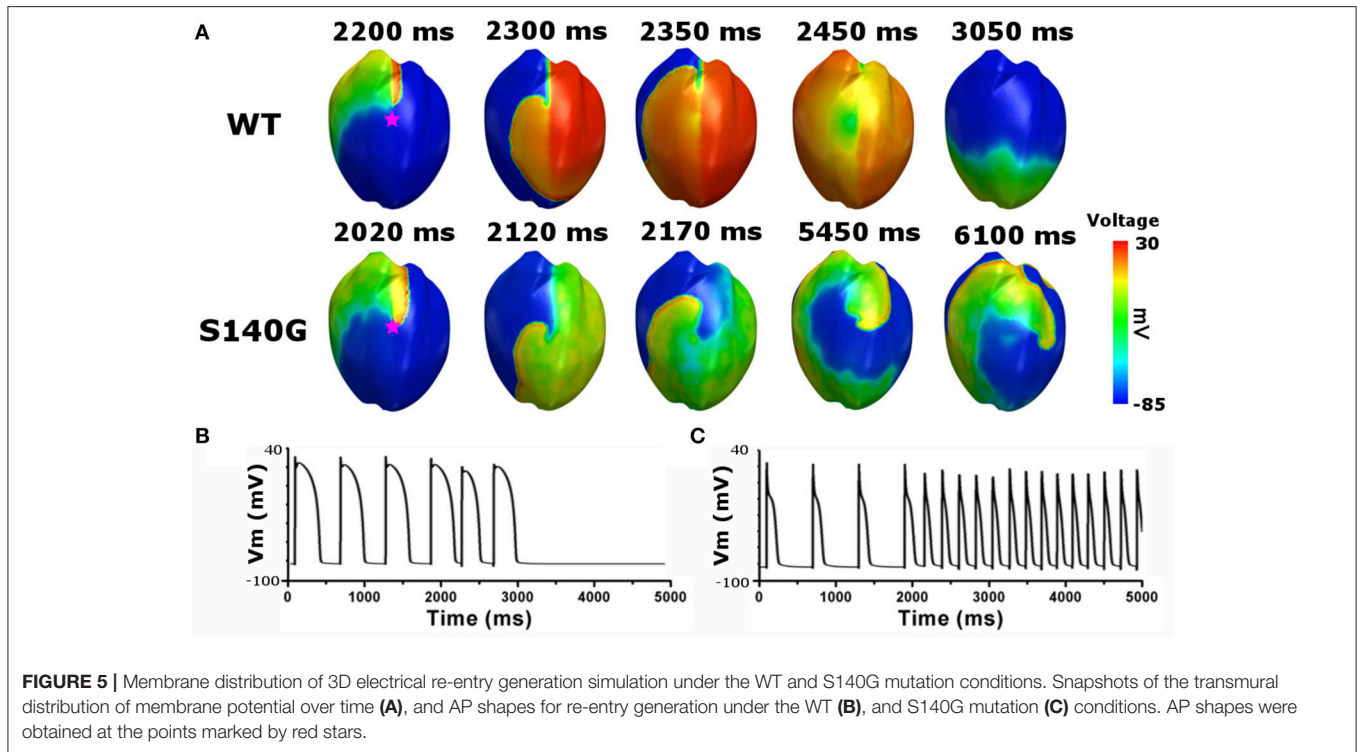 A
2200 ms 2300 ms 2350 ms 2450 ms 3050 ms
WT
2020 ms 2120 ms 2170 ms 5450 ms 6100 ms
S140G
Voltage
30
mV
-85
B
40
Vm (mV)
-100
0 1000 2000 3000 4000 5000
Time (ms)
C
40
Vm (mV)
-100
0 1000 2000 3000 4000 5000
Time (ms)
FIGURE 5 | Membrane distribution of 3D electrical re-entry generation simulation under the WT and S140G mutation conditions. Snapshots of the transmural
distribution of membrane potential over time (A), and AP shapes for re-entry generation under the WT (B), and S140G mutation (C) conditions. AP shapes were
obtained at the points marked by red stars.